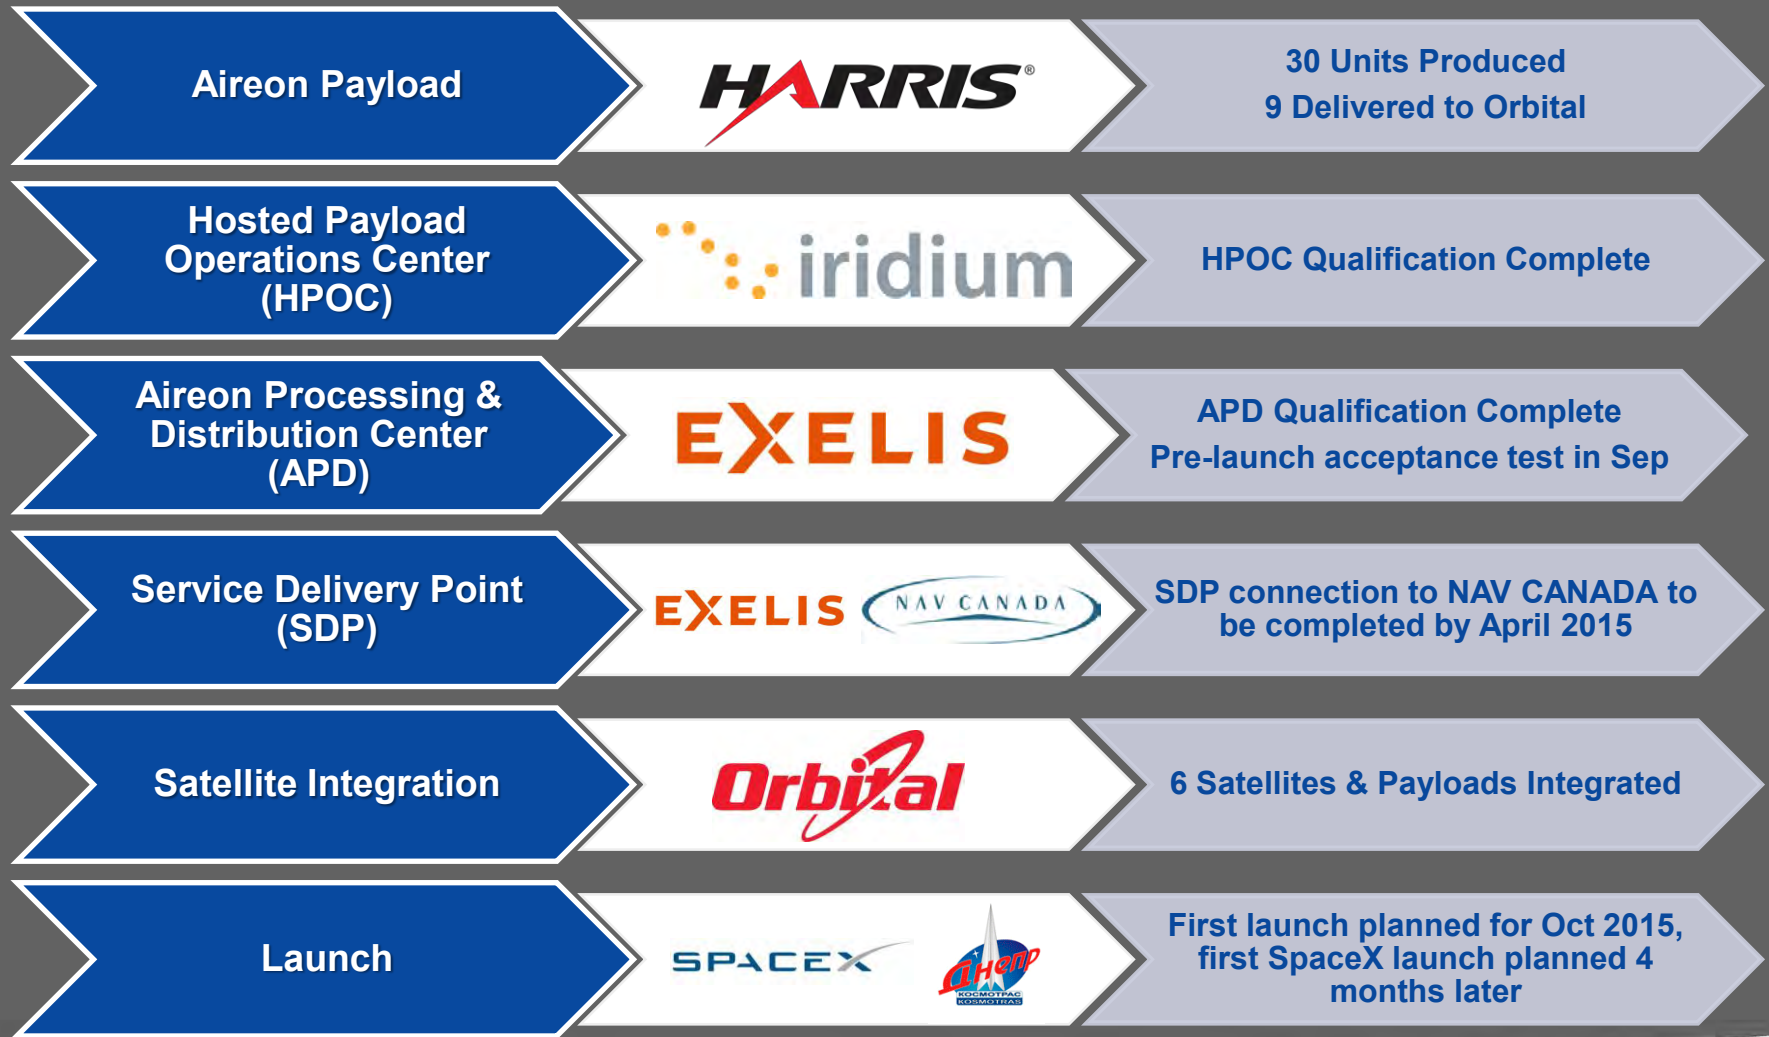 Aireon Payload
HARRIS®
30 Units Produced
9 Delivered to Orbital
Hosted Payload
Operations Center
(HPOC)
iridium
HPOC Qualification Complete
Aireon Processing &
Distribution Center
(APD)
EXELIS
APD Qualification Complete
Pre-launch acceptance test in Sep
Service Delivery Point
(SDP)
EXELIS
NAV CANADA
SDP connection to NAV CANADA to
be completed by April 2015
Satellite Integration
Orbital
6 Satellites & Payloads Integrated
Launch
SPACEX
Днепр
КОСМОТРАС
KOSMOTRAS
First launch planned for Oct 2015,
first SpaceX launch planned 4
months later